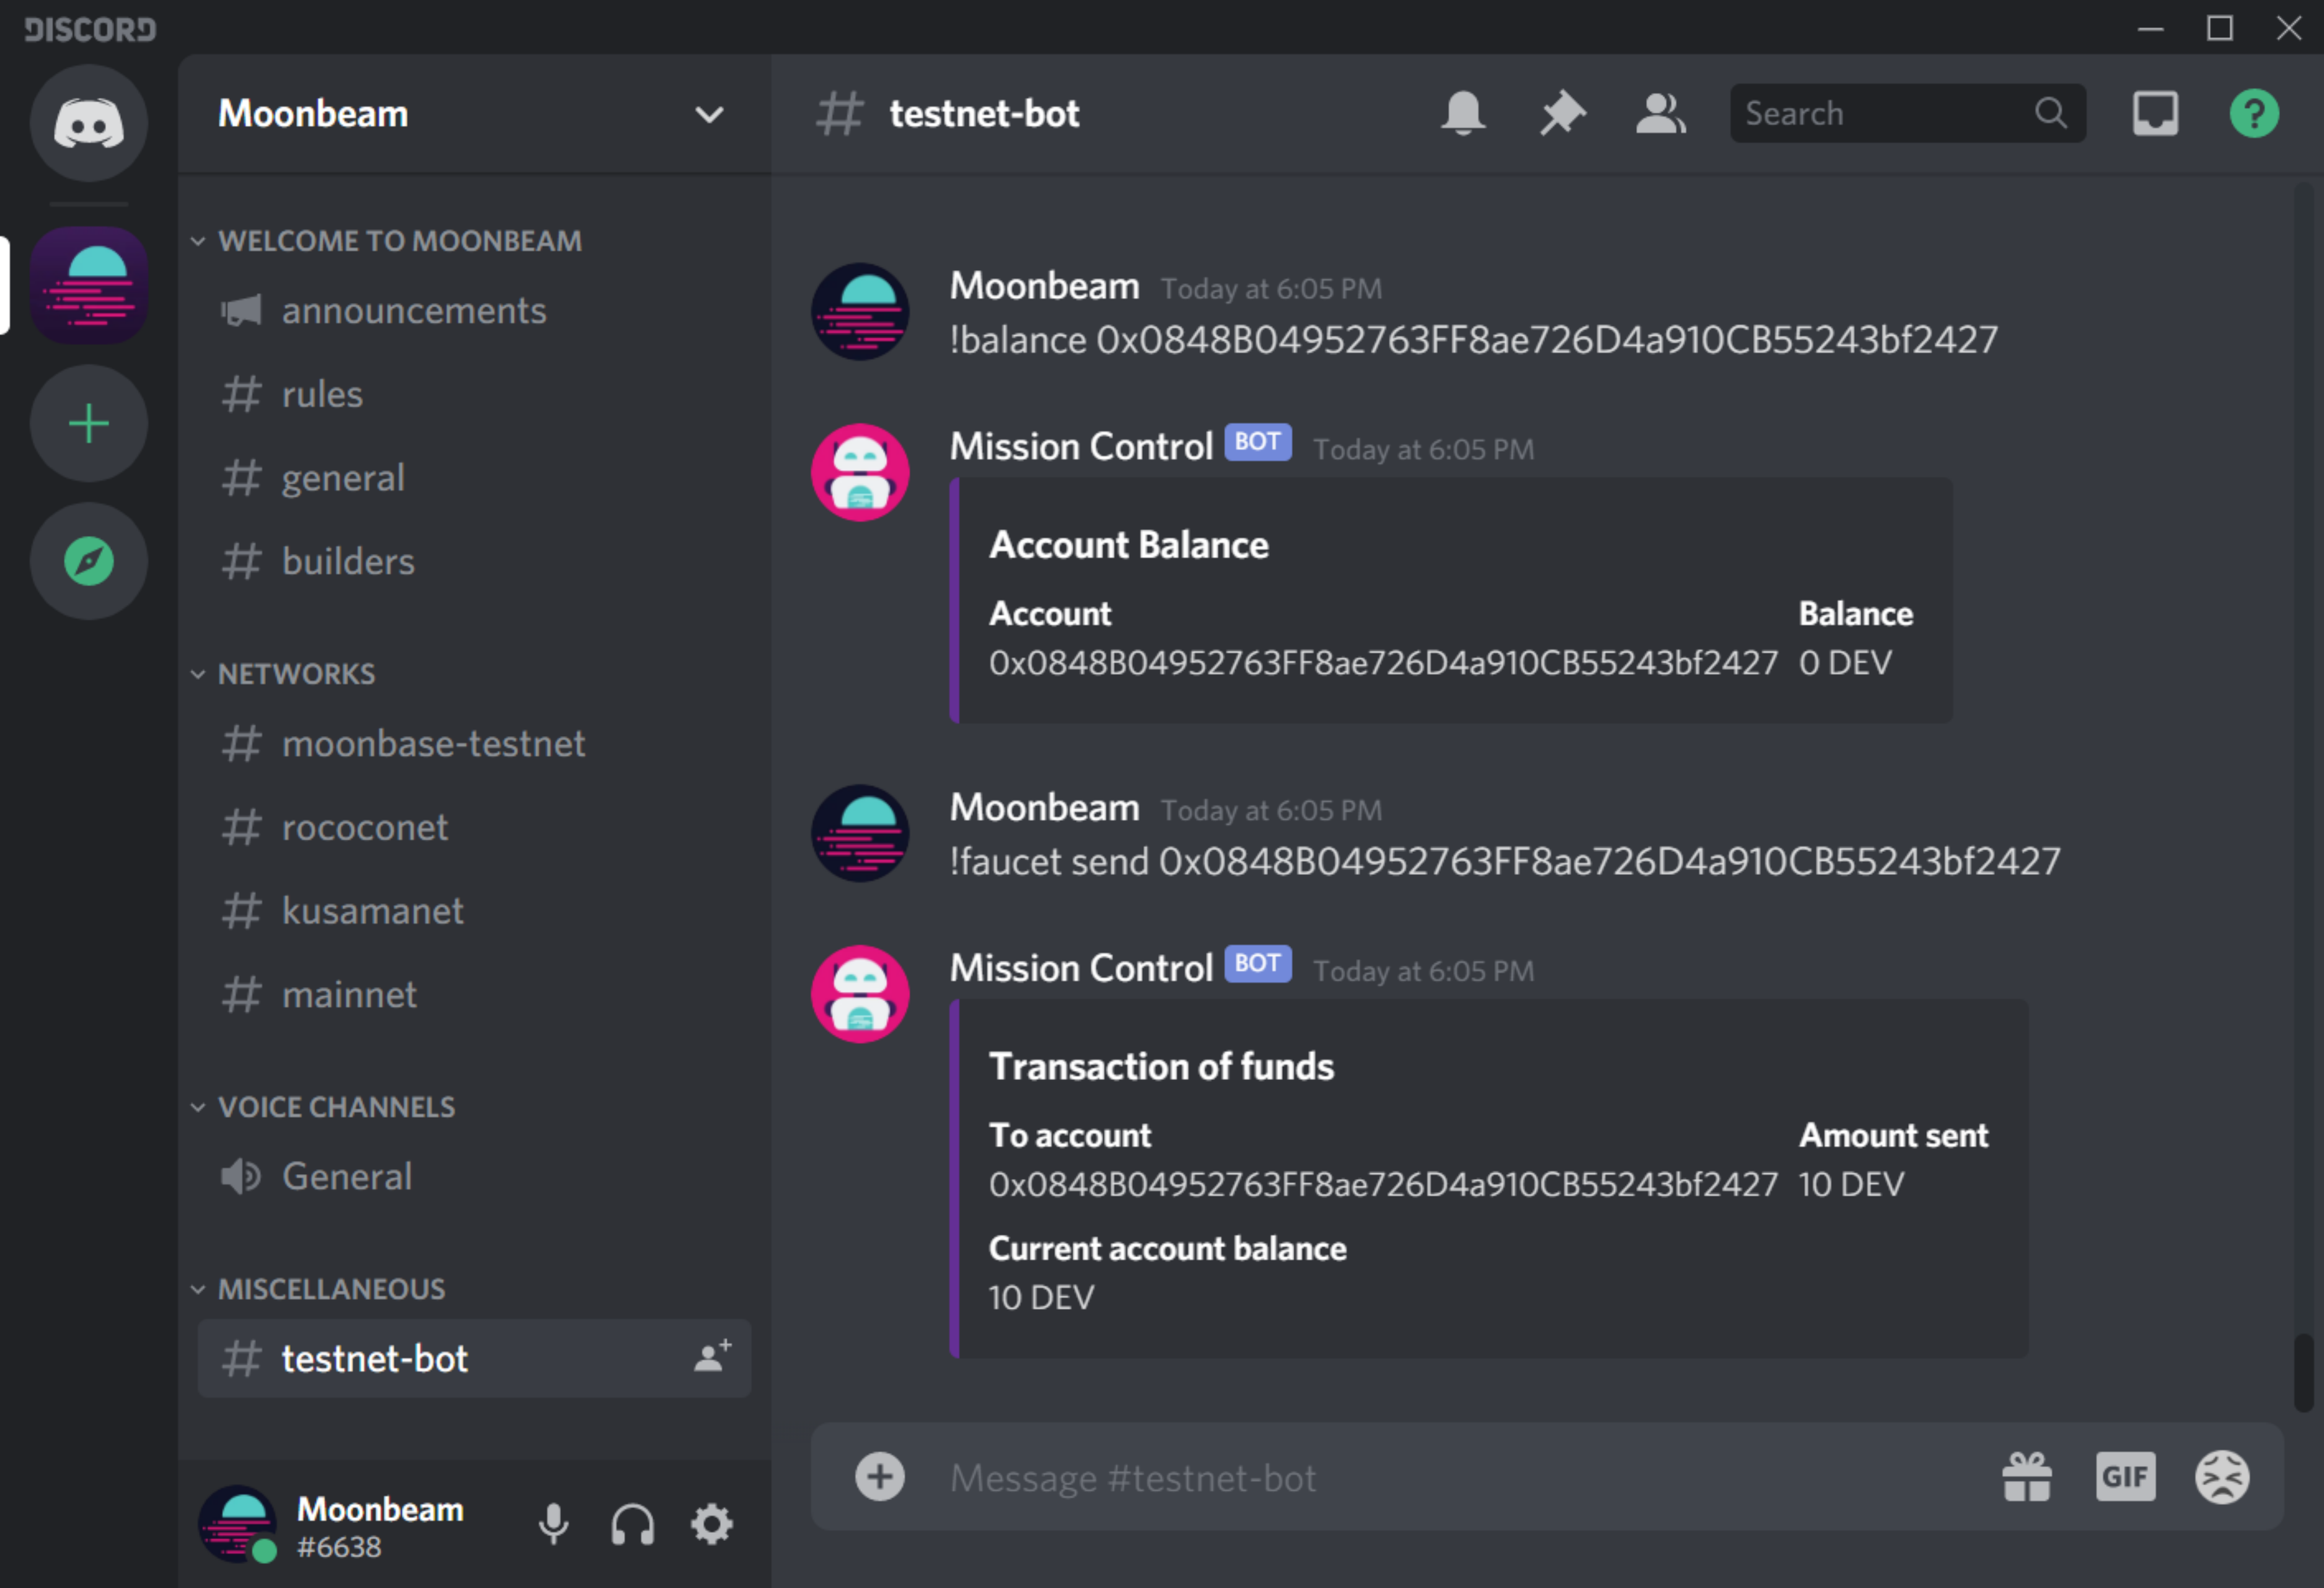 DISCORD
Moonbeam
WELCOME TO MOONBEAM
announcements
rules
general
builders
NETWORKS
moonbase-testnet
rococonet
kusamanet
mainnet
VOICE CHANNELS
General
MISCELLANEOUS
testnet-bot
Moonbeam
#6638
testnet-bot
Search
Moonbeam Today at 6:05 PM
!balance 0x0848B04952763FF8ae726D4a910CB55243bf2427
Mission Control BOT Today at 6:05 PM
Account Balance
Account Balance
0x0848B04952763FF8ae726D4a910CB55243bf2427 0 DEV
Moonbeam Today at 6:05 PM
!faucet send 0x0848B04952763FF8ae726D4a910CB55243bf2427
Mission Control BOT Today at 6:05 PM
Transaction of funds
To account Amount sent
0x0848B04952763FF8ae726D4a910CB55243bf2427 10 DEV
Current account balance
10 DEV
Message #testnet-bot
GIF